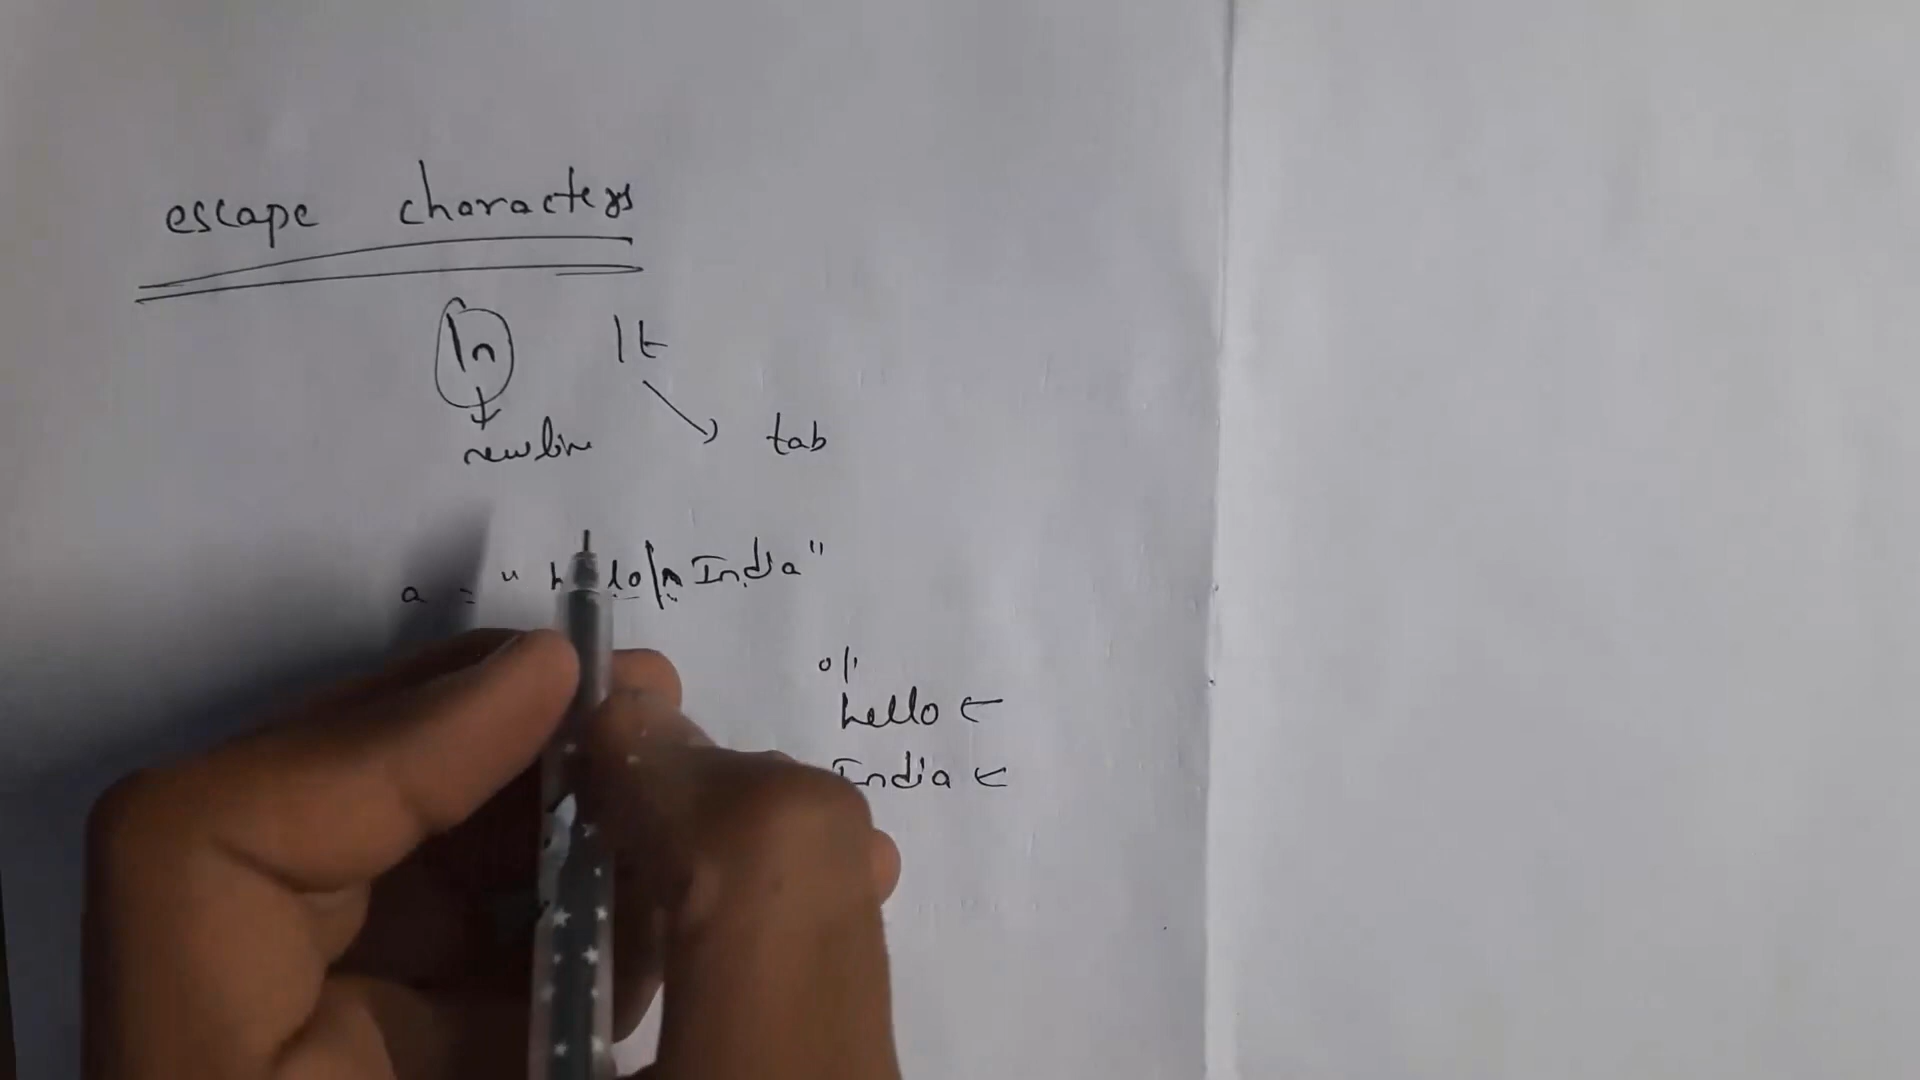 escape characters
\n \t
newline tab
a = " hello\n India"
o/p
hello ←
India ←